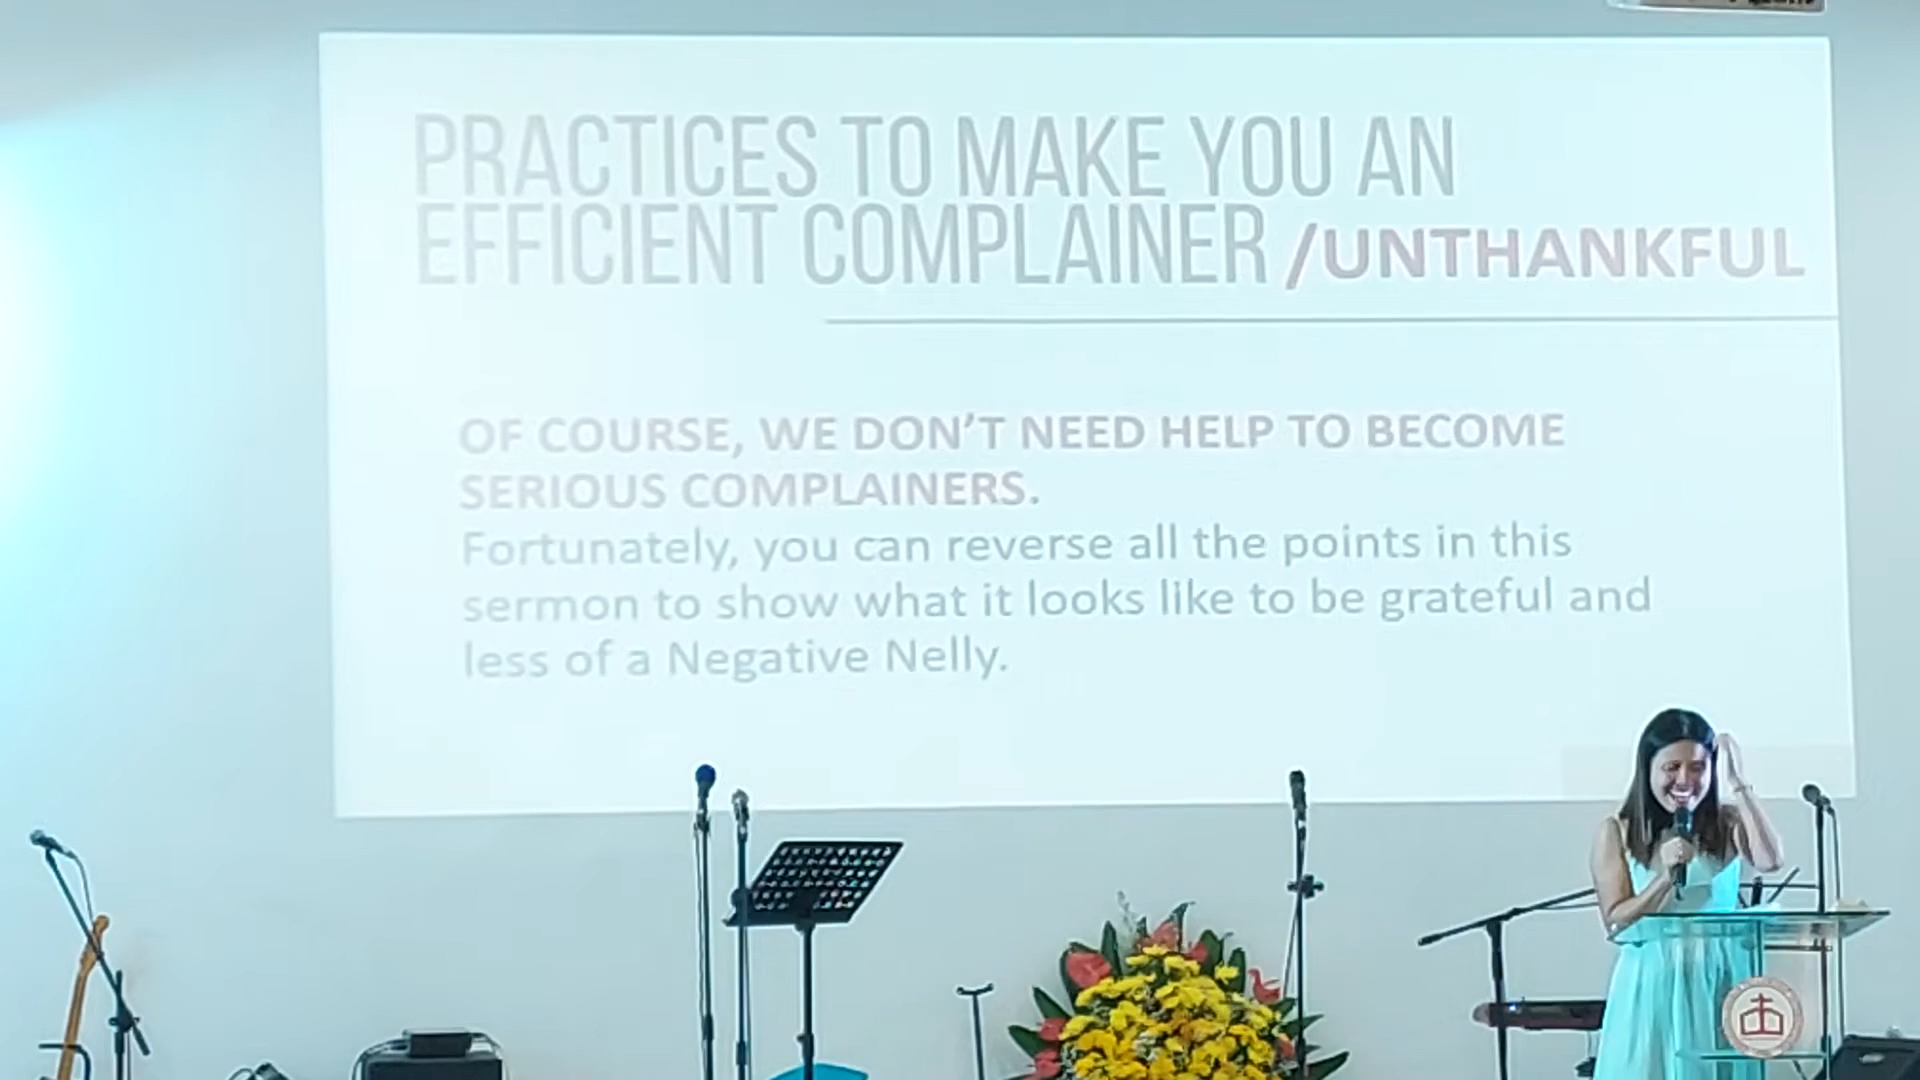 PRACTICES TO MAKE YOU AN
EFFICIENT COMPLAINER /UNTHANKFUL
OF COURSE, WE DON'T NEED HELP TO BECOME
SERIOUS COMPLAINERS.
Fortunately, you can reverse all the points in this
sermon to show what it looks like to be grateful and
less of a Negative Nelly.